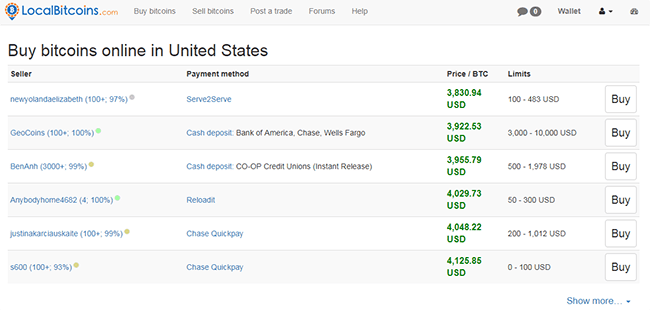 LocalBitcoins.com Buy bitcoins Sell bitcoins Post a trade Forums Help 0 Wallet
Buy bitcoins online in United States
Seller Payment method Price / BTC Limits
newyolandaelizabeth (100+; 97%) Serve2Serve 3,830.94 USD 100 - 483 USD Buy
GeoCoins (100+; 100%) Cash deposit: Bank of America, Chase, Wells Fargo 3,922.53 USD 3,000 - 10,000 USD Buy
BenAnh (3000+; 99%) Cash deposit: CO-OP Credit Unions (Instant Release) 3,955.79 USD 500 - 1,978 USD Buy
Anybodyhome4682 (4; 100%) Reloadit 4,029.73 USD 50 - 300 USD Buy
justinakarciauskaite (100+; 99%) Chase Quickpay 4,048.22 USD 200 - 1,012 USD Buy
s600 (100+; 93%) Chase Quickpay 4,125.85 USD 0 - 100 USD Buy
Show more...